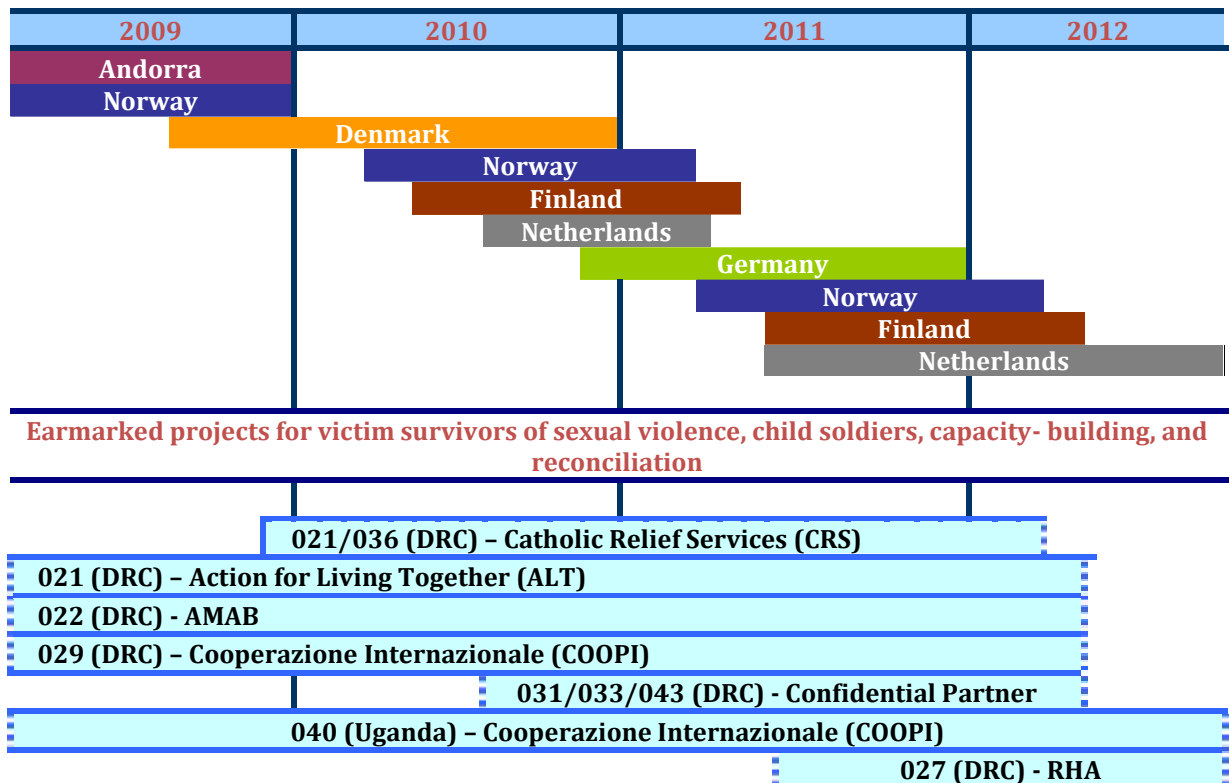 2009 2010 2011 2012
Andorra
Norway
Denmark
Norway
Finland
Netherlands
Germany
Norway
Finland
Netherlands
Earmarked projects for victim survivors of sexual violence, child soldiers, capacity- building, and
reconciliation
021/036 (DRC) – Catholic Relief Services (CRS)
021 (DRC) – Action for Living Together (ALT)
022 (DRC) - AMAB
029 (DRC) – Cooperazione Internazionale (COOPI)
031/033/043 (DRC) - Confidential Partner
040 (Uganda) – Cooperazione Internazionale (COOPI)
027 (DRC) - RHA